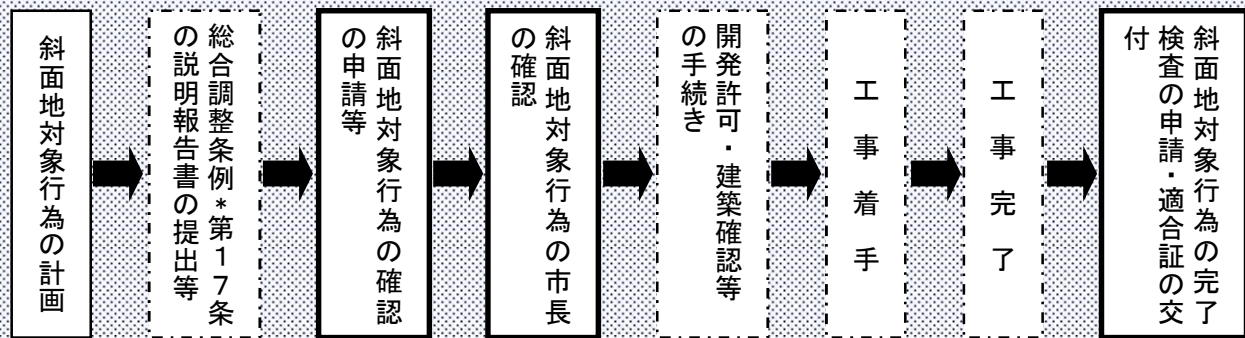 斜面地対象行為の計画
総合調整条例*第17条
の説明報告書の提出等
斜面地対象行為の確認
の申請等
斜面地対象行為の市長
の確認
開発許可・建築確認等
の手続き
工事着手
工事完了
斜面地対象行為の完了
検査の申請・適合証の交
付